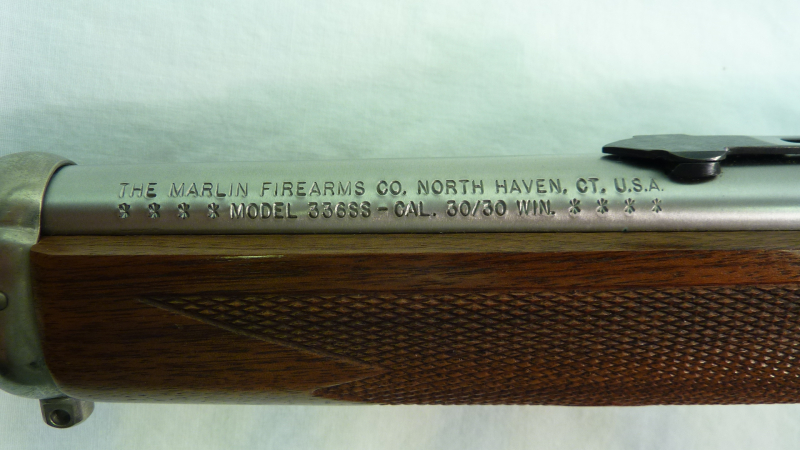 THE MARLIN FIREARMS CO. NORTH HAVEN, CT. U.S.A.
* * * * MODEL 336SS - CAL. 30/30 WIN. * * * *